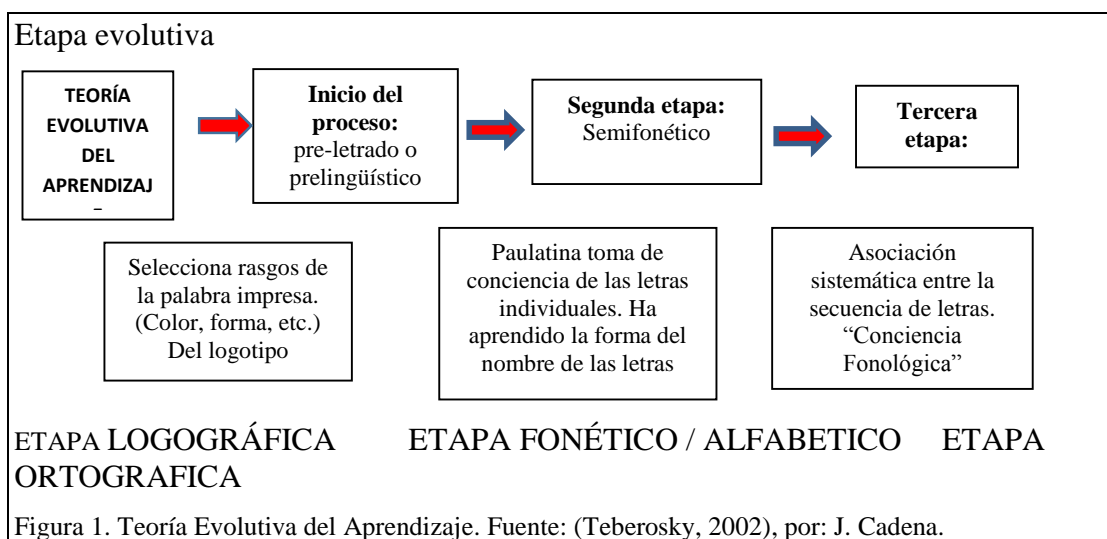 Etapa evolutiva
TEORÍA
EVOLUTIVA
DEL
APRENDIZAJ
Inicio del
proceso:
pre-letrado o
prelingüístico
Segunda etapa:
Semifonético
Tercera
etapa:
Selecciona rasgos de
la palabra impresa.
(Color, forma, etc.)
Del logotipo
Paulatina toma de
conciencia de las letras
individuales. Ha
aprendido la forma del
nombre de las letras
Asociación
sistemática entre la
secuencia de letras.
“Conciencia
Fonológica”
ETAPA LOGOGRÁFICA ETAPA FONÉTICO / ALFABETICO ETAPA
ORTOGRAFICA
Figura 1. Teoría Evolutiva del Aprendizaje. Fuente: (Teberosky, 2002), por: J. Cadena.